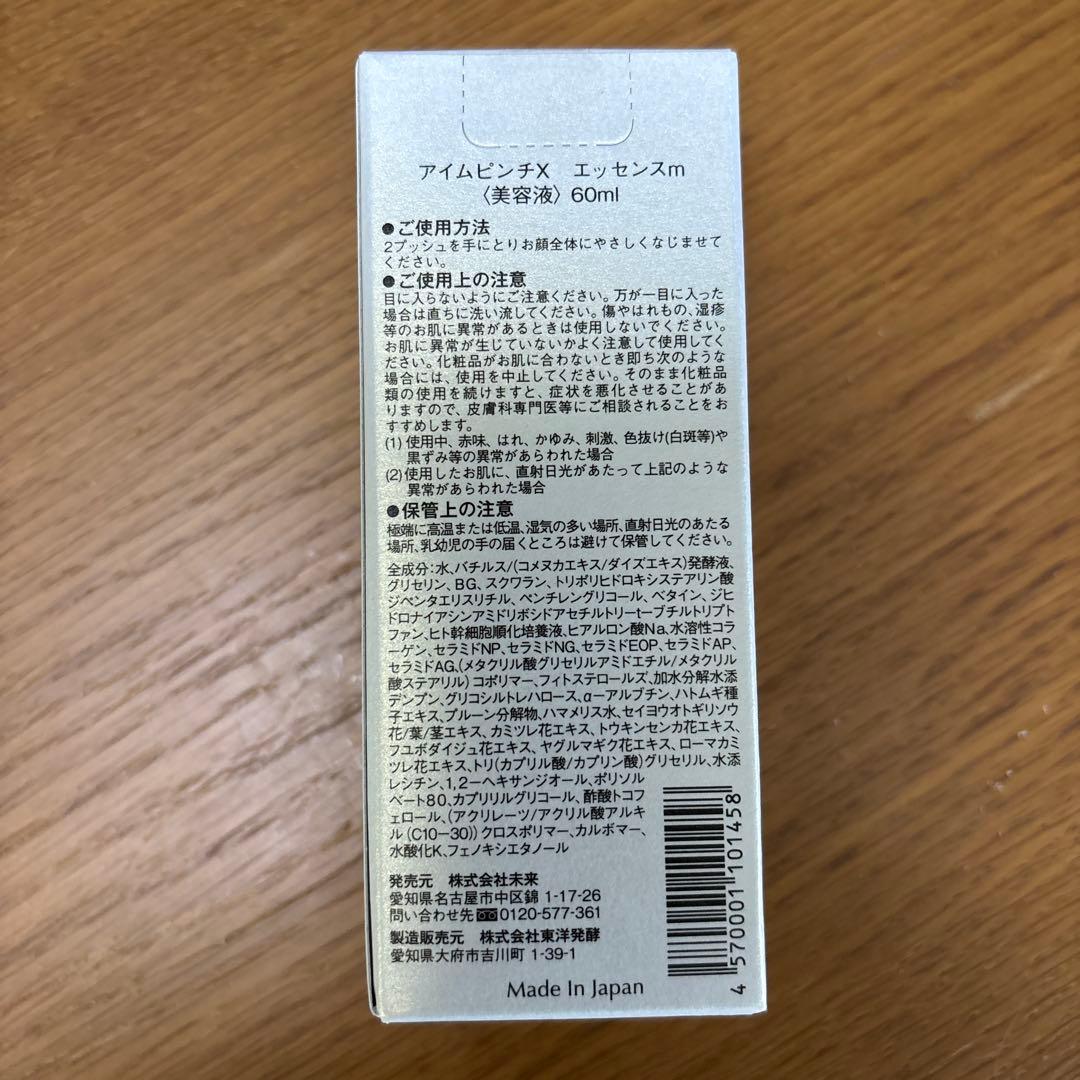 アイムピンチX　エッセンスm
〈美容液〉60ml
●ご使用方法
2プッシュを手にとりお顔全体にやさしくなじませて
ください。
●ご使用上の注意
目に入らないようにご注意ください。万が一目に入った
場合は直ちに洗い流してください。傷やはれもの、湿疹
等のお肌に異常があるときは使用しないでください。
お肌に異常が生じていないかよく注意して使用してく
ださい。化粧品がお肌に合わないとき即ち次のような
場合には、使用を中止してください。そのまま化粧品
類の使用を続けますと、症状を悪化させることがあ
りますので、皮膚科専門医等にご相談されることをお
すすめします。
(1) 使用中、赤味、はれ、かゆみ、刺激、色抜け(白斑等)や
黒ずみ等の異常があらわれた場合
(2)使用したお肌に、直射日光があたって上記のような
異常があらわれた場合
●保管上の注意
極端に高温または低温、湿気の多い場所、直射日光のあたる
場所、乳幼児の手の届くところは避けて保管してください。
全成分：水、バチルス/(コメヌカエキス/ダイズエキス)発酵液、
グリセリン、BG、スクワラン、トリポリヒドロキシステアリン酸
ジペンタエリスリチル、ペンチレングリコール、ベタイン、ジヒ
ドロナイアシンアミドリボシドアセチルトリーtーブチルトリプト
ファン、ヒト幹細胞順化培養液、ヒアルロン酸Na、水溶性コラ
ーゲン、セラミドNP、セラミドNG、セラミドEOP、セラミドAP、
セラミドAG、(メタクリル酸グリセリルアミドエチル/メタクリル
酸ステアリル)コポリマー、フィトステロールズ、加水分解水添
デンプン、グリコシルトレハロース、α－アルブチン、ハトムギ種
子エキス、プルーン分解物、ハマメリス水、セイヨウオトギリソウ
花/葉/茎エキス、カミツレ花エキス、トウキンセンカ花エキス、
フユボダイジュ花エキス、ヤグルマギク花エキス、ローマカミ
ツレ花エキス、トリ(カプリル酸/カプリン酸)グリセリル、水添
レシチン、1,2－ヘキサンジオール、ポリソル
ベート80、カプリリルグリコール、酢酸トコフ
ェロール、(アクリレーツ/アクリル酸アルキ
ル(C10－30))クロスポリマー、カルボマー、
水酸化K、フェノキシエタノール
発売元　株式会社未来
愛知県名古屋市中区錦 1-17-26
問い合わせ先 0120-577-361
製造販売元　株式会社東洋発酵
愛知県大府市吉川町 1-39-1
Made In Japan
4 570001 101458